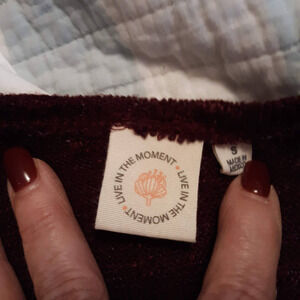 LIVE IN THE MOMENT • LIVE IN THE MOMENT •
S
MADE IN